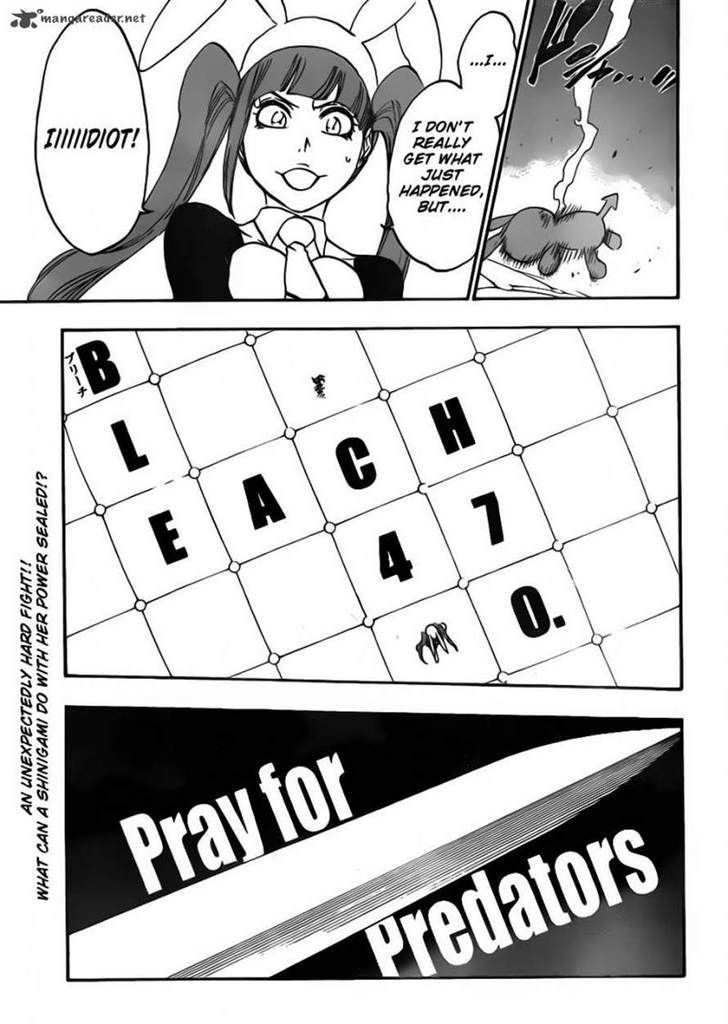 mangareader.net
...I...
I DON'T
REALLY
GET WHAT
JUST
HAPPENED,
BUT....
IIIIIIDIOT!
ブリーチ
B
L
E A C H
4 7
0.
AN UNEXPECTEDLY HARD FIGHT!!
WHAT CAN A SHINIGAMI DO WITH HER POWER SEALED!?
Pray for
Predators